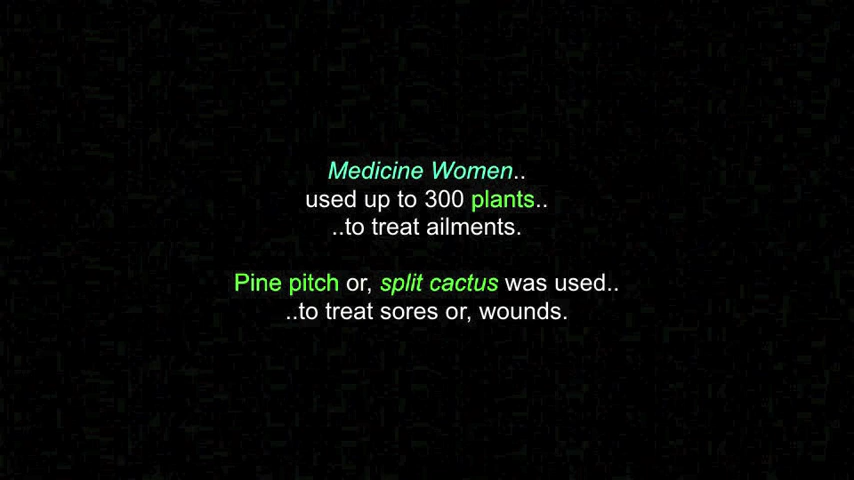 Medicine Women..
used up to 300 plants..
..to treat ailments.
Pine pitch or, split cactus was used..
..to treat sores or, wounds.